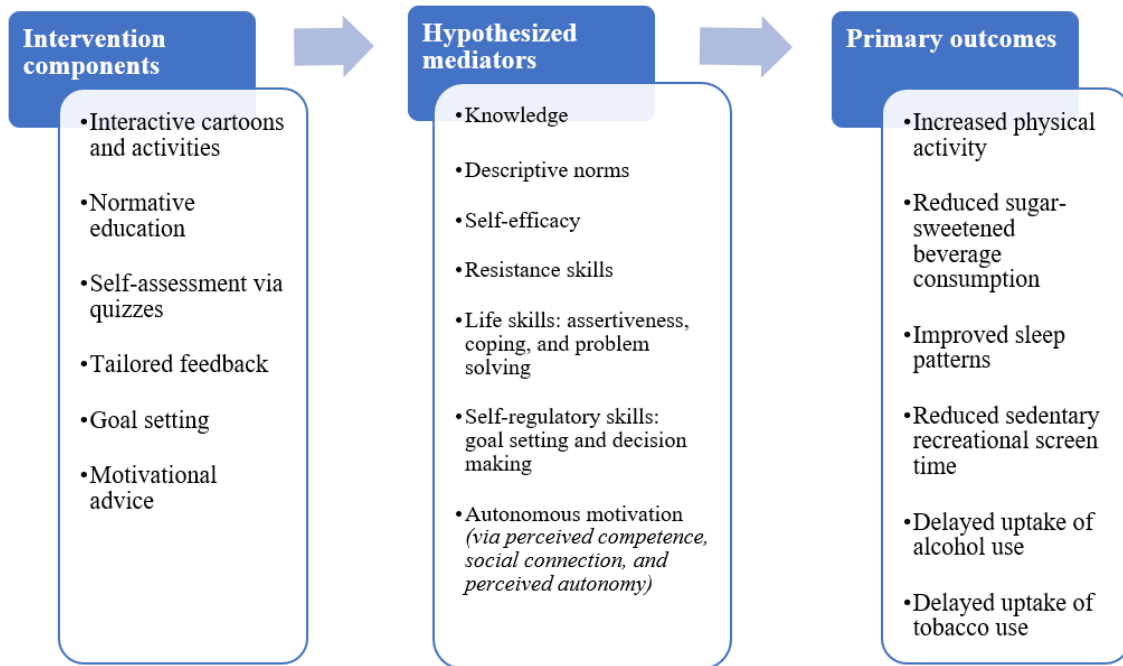 Intervention
components
•Interactive cartoons
and activities
•Normative
education
•Self-assessment via
quizzes
•Tailored feedback
•Goal setting
•Motivational
advice
Hypothesized
mediators
•Knowledge
•Descriptive norms
•Self-efficacy
•Resistance skills
•Life skills: assertiveness,
coping, and problem
solving
•Self-regulatory skills:
goal setting and decision
making
•Autonomous motivation
(via perceived competence,
social connection, and
perceived autonomy)
Primary outcomes
•Increased physical
activity
•Reduced sugar-
sweetened
beverage
consumption
•Improved sleep
patterns
•Reduced sedentary
recreational screen
time
•Delayed uptake of
alcohol use
•Delayed uptake of
tobacco use